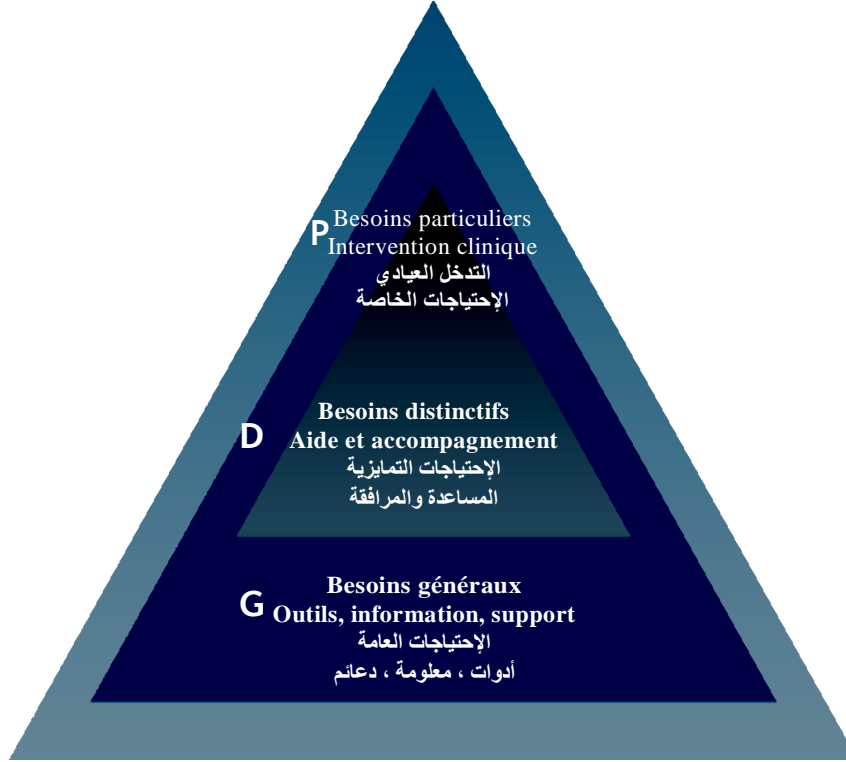 P Besoins particuliers
Intervention clinique
التدخل العيادي
الإحتياجات الخاصة
Besoins distinctifs
D Aide et accompagnement
الإحتياجات التمايزية
المساعدة والمرافقة
Besoins généraux
G Outils, information, support
الإحتياجات العامة
أدوات ، معلومة ، دعائم